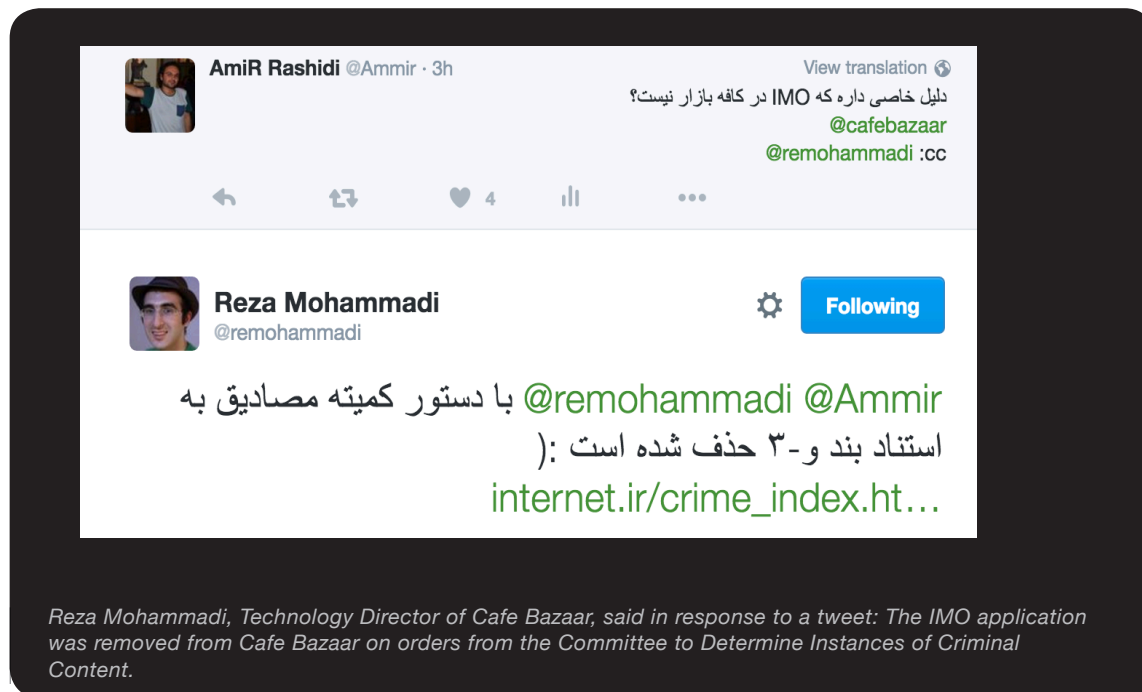 AmiR Rashidi @Ammir · 3h
View translation
دلیل خاصی داره که IMO در کافه بازار نیست؟
@cafebazaar
cc: @remohammadi
4
Reza Mohammadi
@remohammadi
Following
@Ammir @remohammadi با دستور کمیته مصادیق به
استناد بند و-۳ حذف شده است :(
internet.ir/crime_index.ht…
Reza Mohammadi, Technology Director of Cafe Bazaar, said in response to a tweet: The IMO application
was removed from Cafe Bazaar on orders from the Committee to Determine Instances of Criminal
Content.